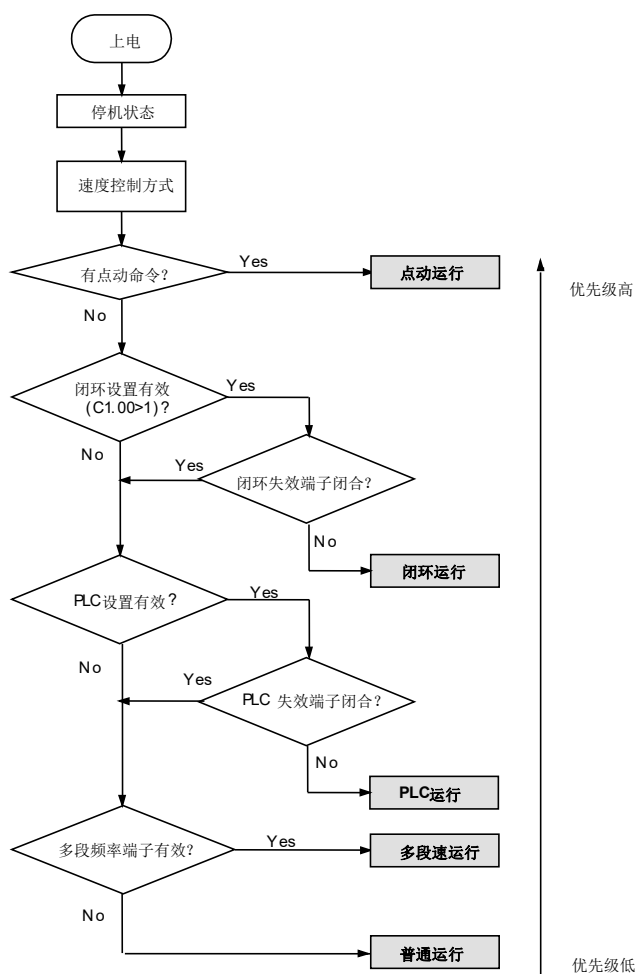 上电
停机状态
速度控制方式
有点动命令？
Yes
点动运行
优先级高
No
闭环设置有效
(C1.00>1)？
Yes
No
Yes
闭环失效端子闭合？
No
闭环运行
PLC设置有效？
Yes
No
Yes
PLC 失效端子闭合？
No
PLC运行
多段频率端子有效？
Yes
多段速运行
No
普通运行
优先级低